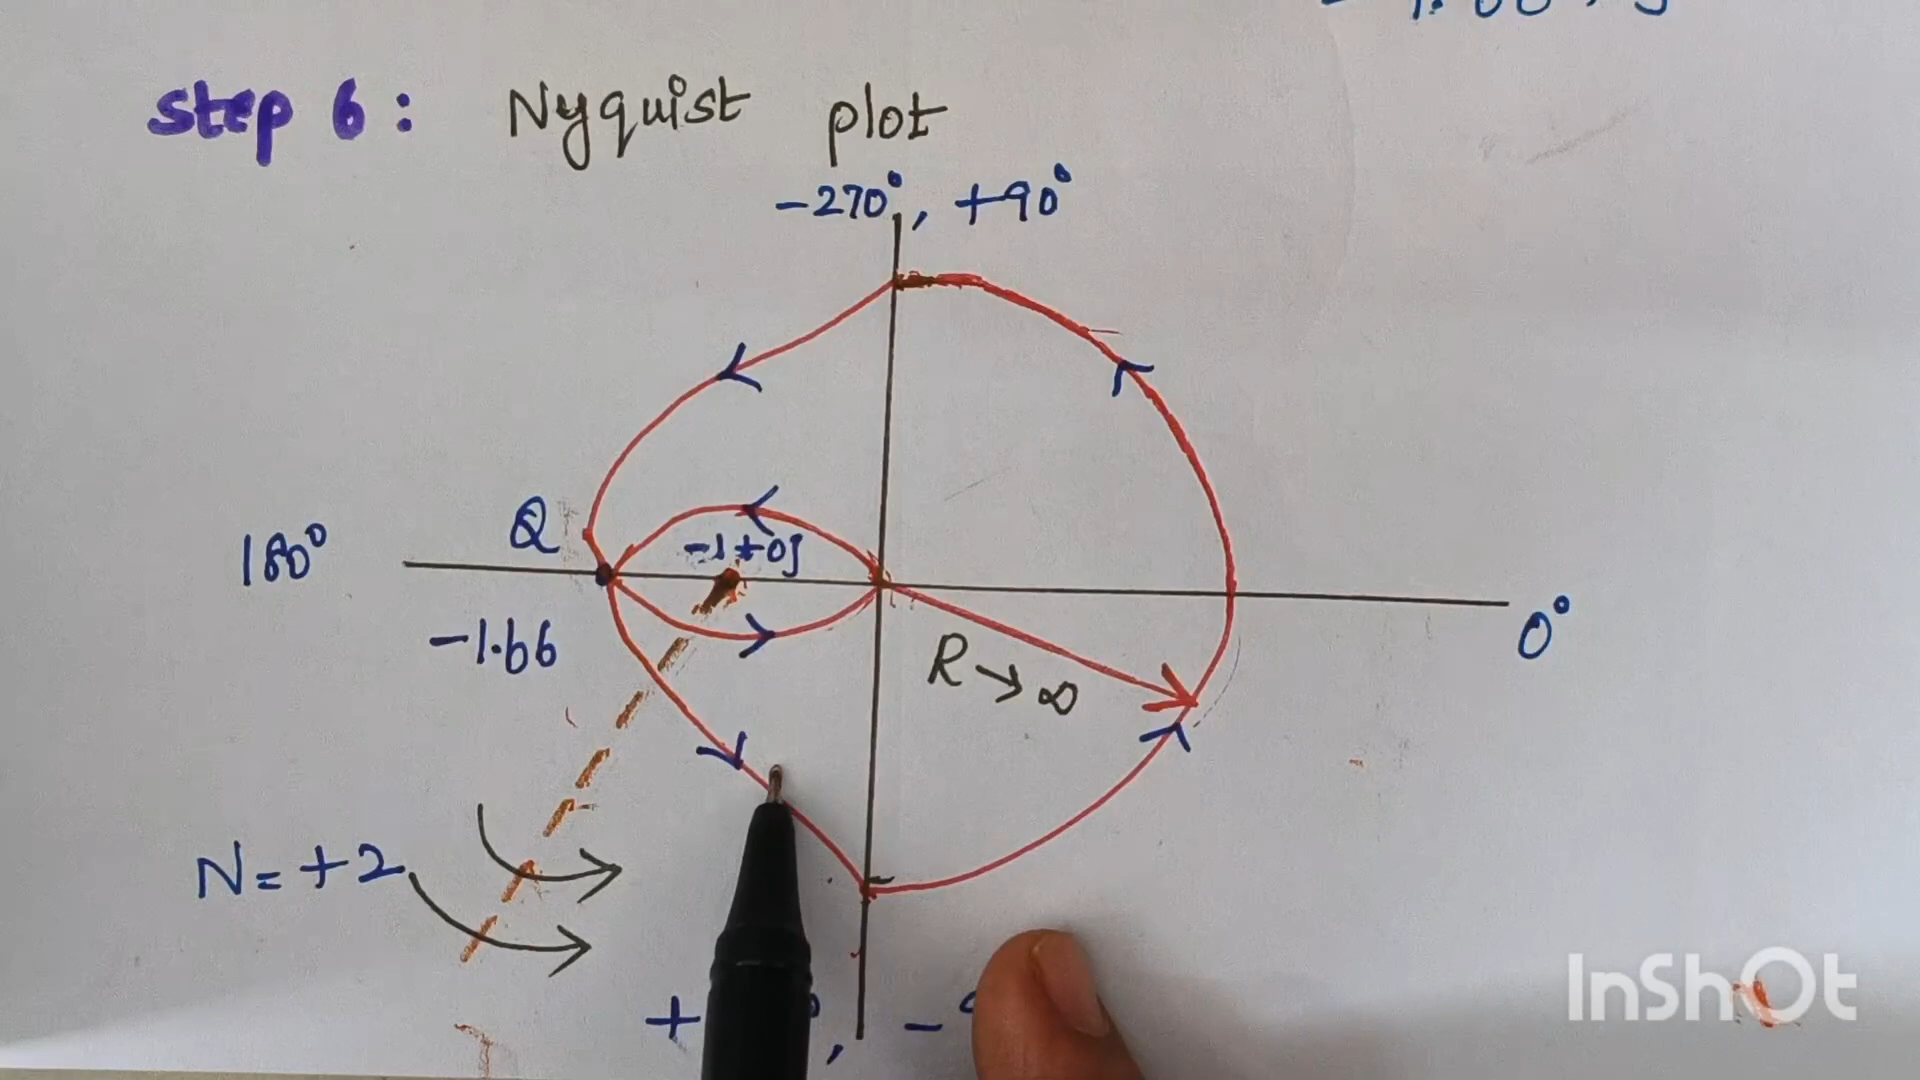 Step 6: Nyquist plot
-270°, +90°
Q
180°
-1+0j
0°
-1.66
R→∞
N=+2
InShOt